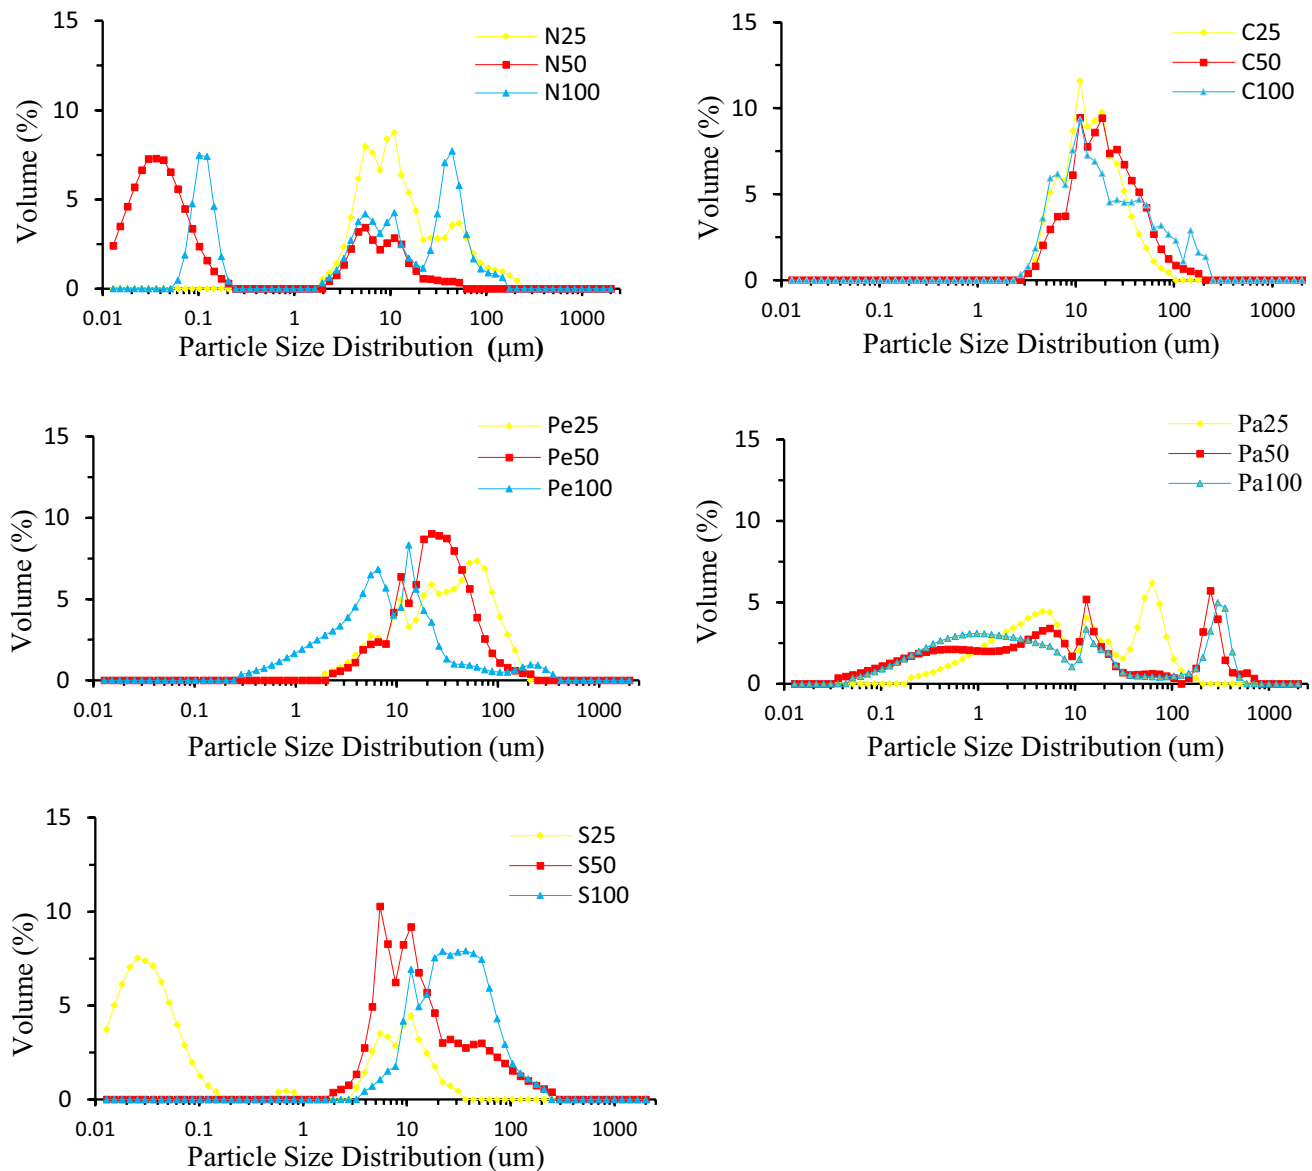 15
10
5
0
Volume (%)
N25
N50
N100
0.01 0.1 1 10 100 1000
Particle Size Distribution (μm)
15
10
5
0
Volume (%)
C25
C50
C100
0.01 0.1 1 10 100 1000
Particle Size Distribution (um)
15
10
5
0
Volume (%)
Pe25
Pe50
Pe100
0.01 0.1 1 10 100 1000
Particle Size Distribution (um)
15
10
5
0
Volume (%)
Pa25
Pa50
Pa100
0.01 0.1 1 10 100 1000
Particle Size Distribution (um)
15
10
5
0
Volume (%)
S25
S50
S100
0.01 0.1 1 10 100 1000
Particle Size Distribution (um)